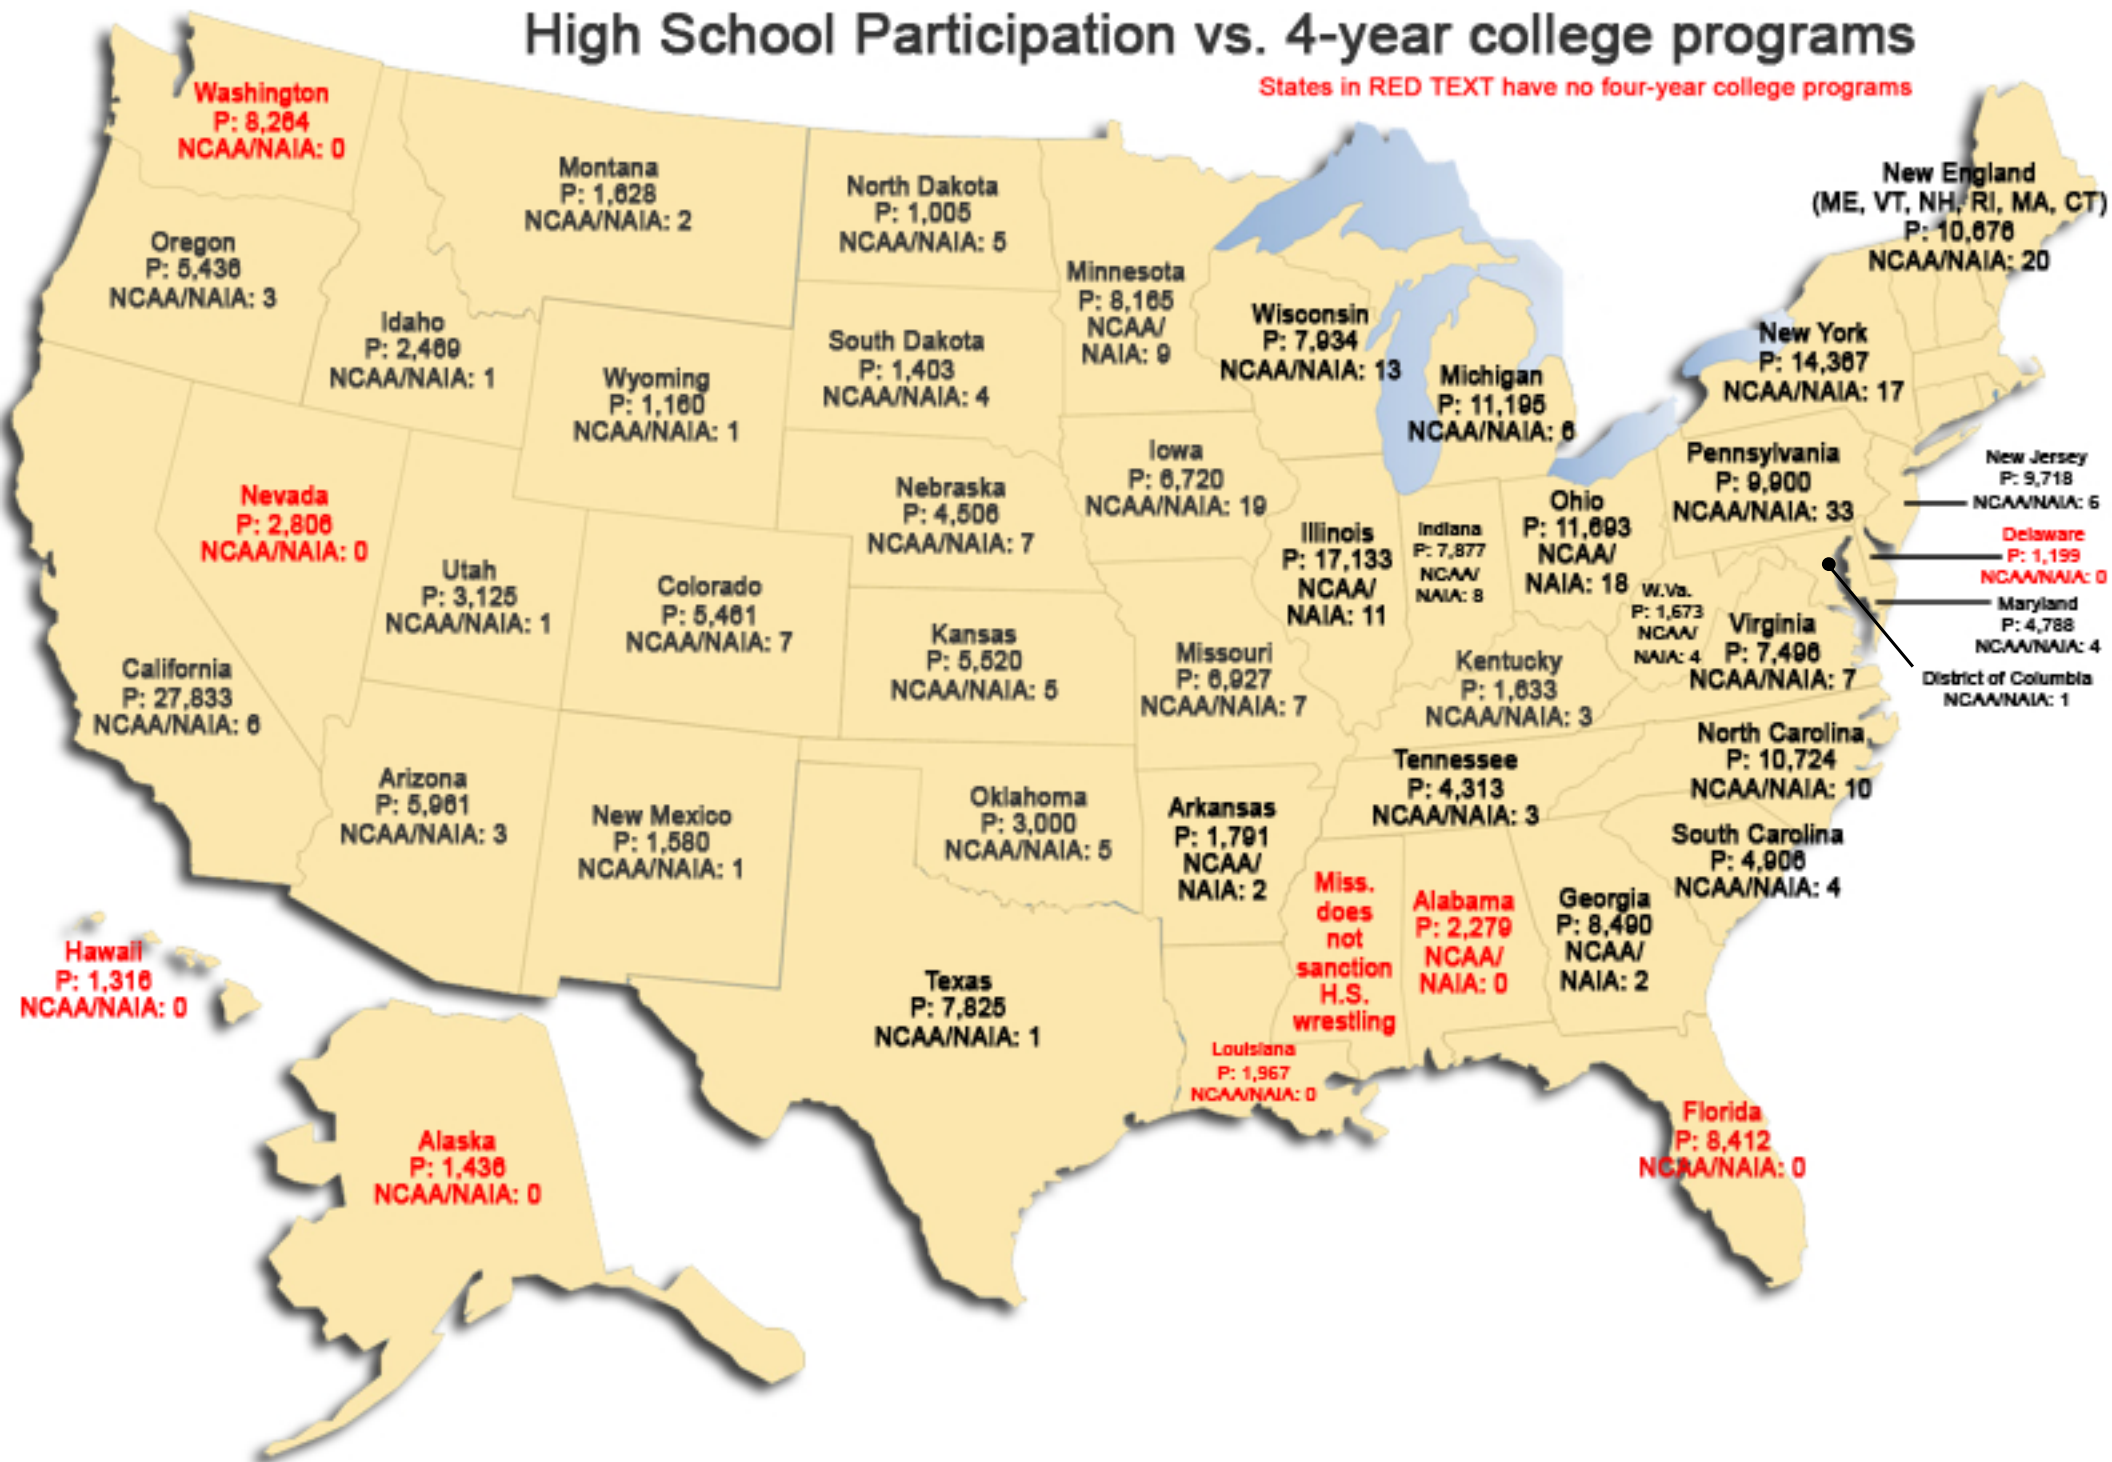 High School Participation vs. 4-year college programs
States in RED TEXT have no four-year college programs
Washington
P: 8,264
NCAA/NAIA: 0
Montana
P: 1,628
NCAA/NAIA: 2
North Dakota
P: 1,005
NCAA/NAIA: 5
New England
(ME, VT, NH, RI, MA, CT)
P: 10,676
NCAA/NAIA: 20
Oregon
P: 5,436
NCAA/NAIA: 3
Idaho
P: 2,469
NCAA/NAIA: 1
Minnesota
P: 8,165
NCAA/
NAIA: 9
Wisconsin
P: 7,934
NCAA/NAIA: 13
South Dakota
P: 1,403
NCAA/NAIA: 4
Wyoming
P: 1,160
NCAA/NAIA: 1
Michigan
P: 11,195
NCAA/NAIA: 6
New York
P: 14,367
NCAA/NAIA: 17
Nevada
P: 2,806
NCAA/NAIA: 0
Nebraska
P: 4,506
NCAA/NAIA: 7
Iowa
P: 6,720
NCAA/NAIA: 19
Pennsylvania
P: 9,900
NCAA/NAIA: 33
New Jersey
P: 9,718
NCAA/NAIA: 6
Delaware
P: 1,199
NCAA/NAIA: 0
Maryland
P: 4,788
NCAA/NAIA: 4
District of Columbia
NCAA/NAIA: 1
Utah
P: 3,125
NCAA/NAIA: 1
Colorado
P: 5,461
NCAA/NAIA: 7
Illinois
P: 17,133
NCAA/
NAIA: 11
Indiana
P: 7,877
NCAA/
NAIA: 8
Ohio
P: 11,693
NCAA/
NAIA: 18
W.Va.
P: 1,673
NCAA/
NAIA: 4
Virginia
P: 7,496
NCAA/NAIA: 7
California
P: 27,833
NCAA/NAIA: 6
Kansas
P: 5,520
NCAA/NAIA: 5
Missouri
P: 6,927
NCAA/NAIA: 7
Kentucky
P: 1,633
NCAA/NAIA: 3
North Carolina
P: 10,724
NCAA/NAIA: 10
Arizona
P: 5,961
NCAA/NAIA: 3
New Mexico
P: 1,580
NCAA/NAIA: 1
Oklahoma
P: 3,000
NCAA/NAIA: 5
Arkansas
P: 1,791
NCAA/
NAIA: 2
Tennessee
P: 4,313
NCAA/NAIA: 3
South Carolina
P: 4,906
NCAA/NAIA: 4
Miss.
does
not
sanction
H.S.
wrestling
Alabama
P: 2,279
NCAA/
NAIA: 0
Georgia
P: 8,490
NCAA/
NAIA: 2
Hawaii
P: 1,316
NCAA/NAIA: 0
Texas
P: 7,825
NCAA/NAIA: 1
Louisiana
P: 1,967
NCAA/NAIA: 0
Alaska
P: 1,436
NCAA/NAIA: 0
Florida
P: 8,412
NCAA/NAIA: 0